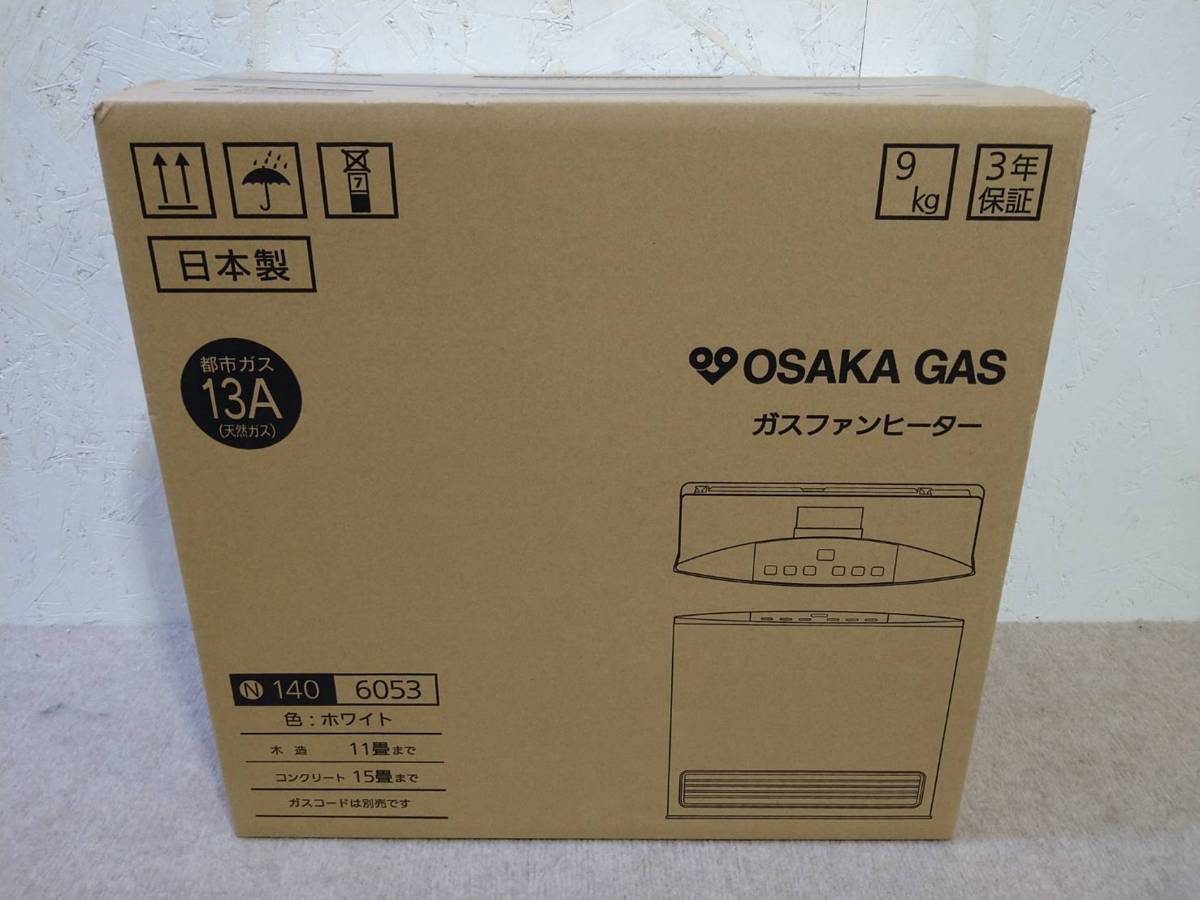 7
9
kg
3年
保証
日本製
都市ガス
13A
(天然ガス)
OSAKA GAS
ガスファンヒーター
N 140 6053
色：ホワイト
木造 11畳まで
コンクリート 15畳まで
ガスコードは別売です